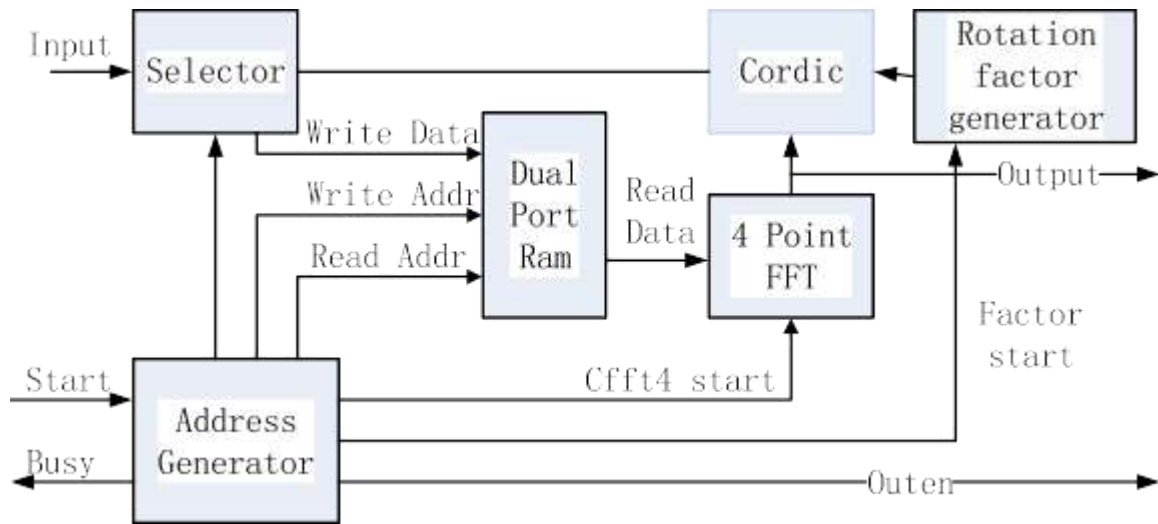 Input
Selector
Cordic
Rotation
factor
generator
Write Data
Write Addr
Read Addr
Dual
Port
Ram
Read
Data
4 Point
FFT
Output
Factor
start
Start
Cfft4 start
Address
Generator
Busy
Outen